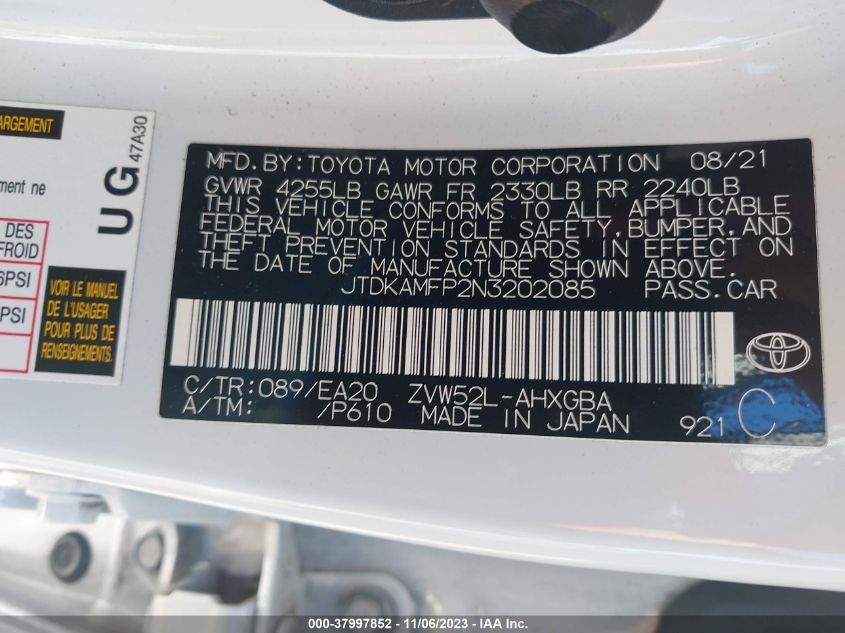 ARGEMENT
ment ne
DES
FROID
6PSI
PSI
VOIR LE MANUEL
DE L'USAGER
POUR PLUS DE
RENSEIGNEMENTS.
UG 47A30
MFD.BY:TOYOTA MOTOR CORPORATION 08/21
GVWR 4255LB GAWR FR 2330LB RR 2240LB
THIS VEHICLE CONFORMS TO ALL APPLICABLE
FEDERAL MOTOR VEHICLE SAFETY,BUMPER,AND
THEFT PREVENTION STANDARDS IN EFFECT ON
THE DATE OF MANUFACTURE SHOWN ABOVE.
JTDKAMFP2N3202085 PASS.CAR
C/TR:089/EA20 ZVW52L-AHXGBA
A/TM: /P610 MADE IN JAPAN 921 C
000-37997852 - 11/06/2023 - IAA Inc.